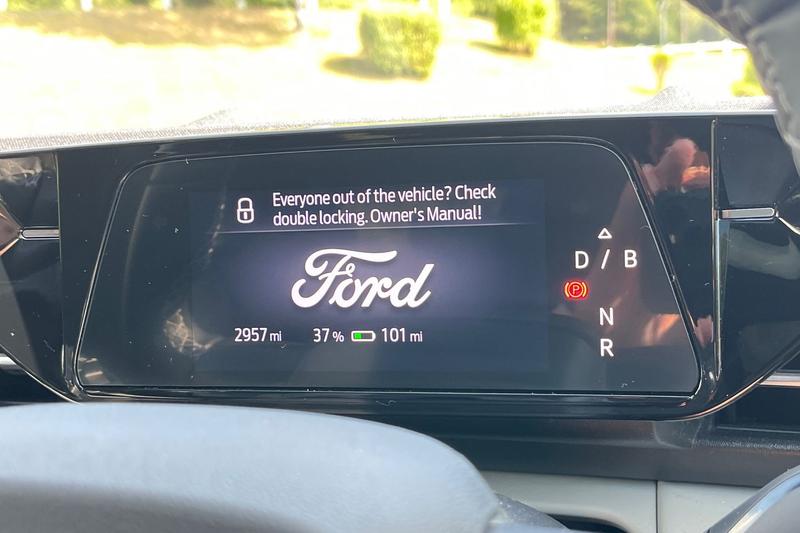 Everyone out of the vehicle? Check
double locking. Owner's Manual!
Ford
2957 mi 37 % 101 mi
D / B
P
N
R